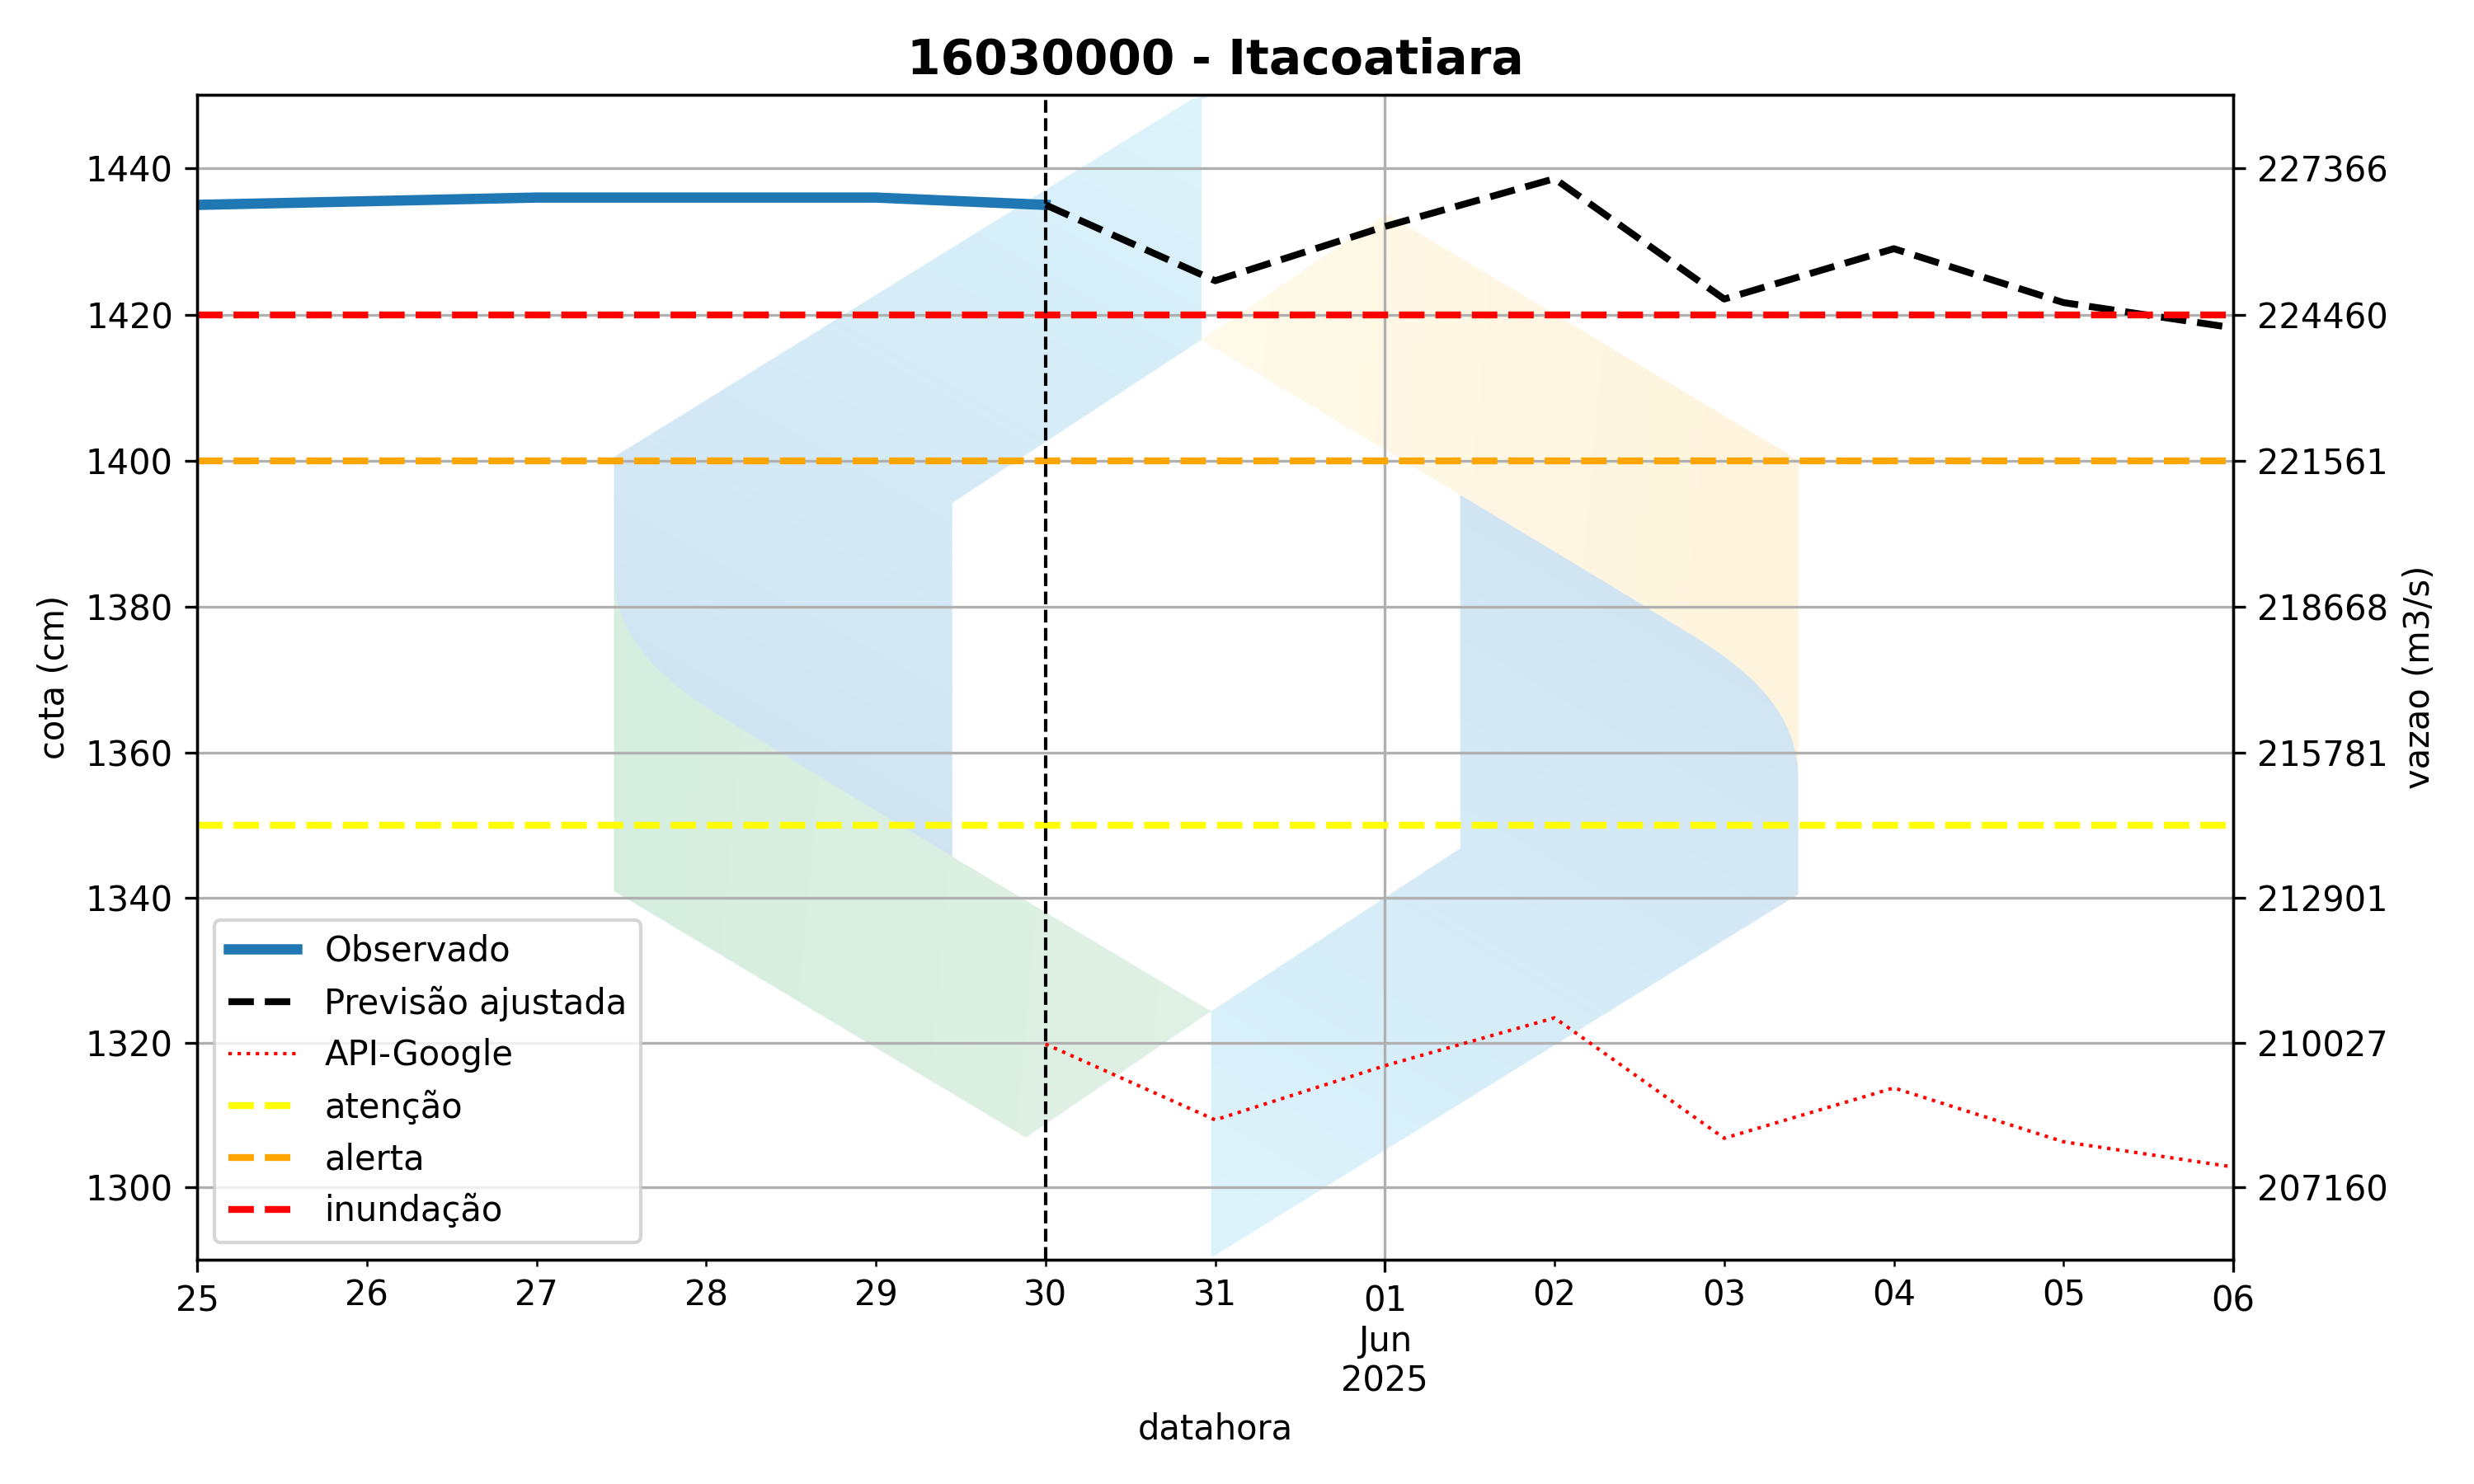 16030000 - Itacoatiara
1440
1420
1400
1380
1360
1340
1320
1300
cota (cm)
227366
224460
221561
218668
215781
212901
210027
207160
vazao (m3/s)
Observado
Previsão ajustada
API-Google
atenção
alerta
inundação
25 26 27 28 29 30 31 01 02 03 04 05 06
Jun
2025
datahora